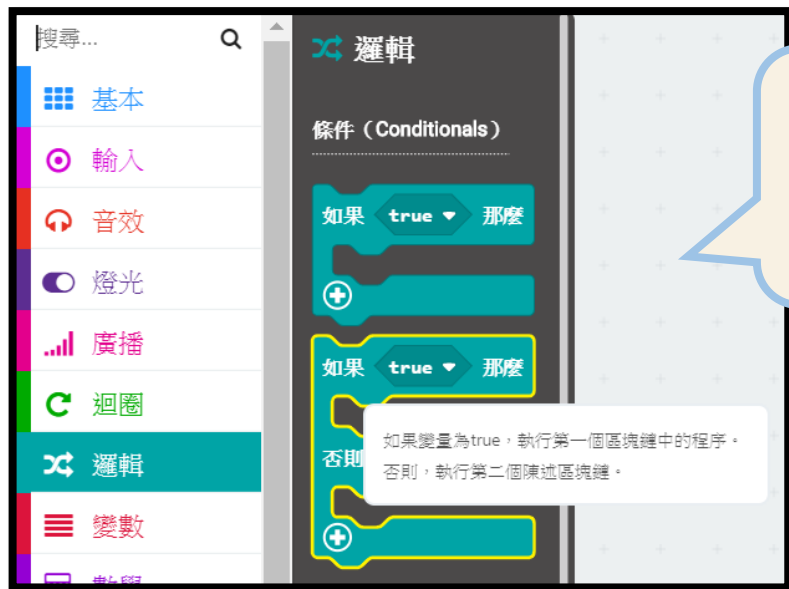 搜尋...
基本
輸入
音效
燈光
廣播
迴圈
邏輯
變數
數學
邏輯
條件（Conditionals）
如果 true 那麼
如果 true 那麼
否則
如果變量為true，執行第一個區塊鏈中的程序。
否則，執行第二個陳述區塊鏈。